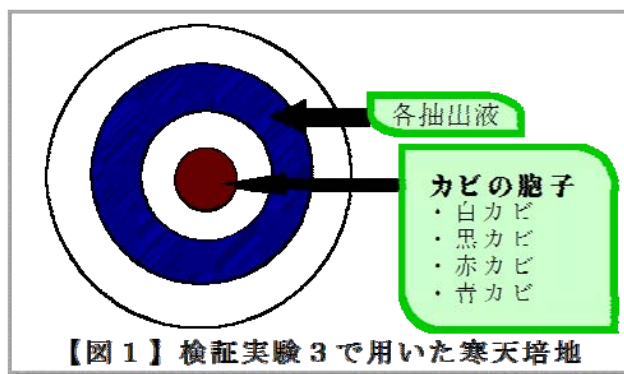 各抽出液
カビの胞子
・白カビ
・黒カビ
・赤カビ
・青カビ
【図1】検証実験3で用いた寒天培地